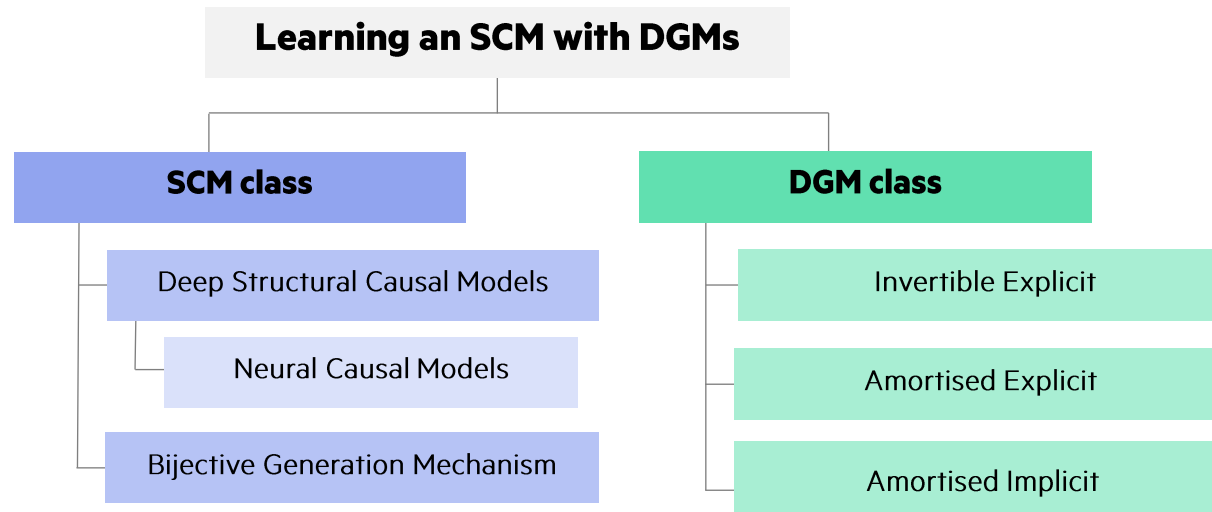 Learning an SCM with DGMs
SCM class
Deep Structural Causal Models
Neural Causal Models
Bijective Generation Mechanism
DGM class
Invertible Explicit
Amortised Explicit
Amortised Implicit